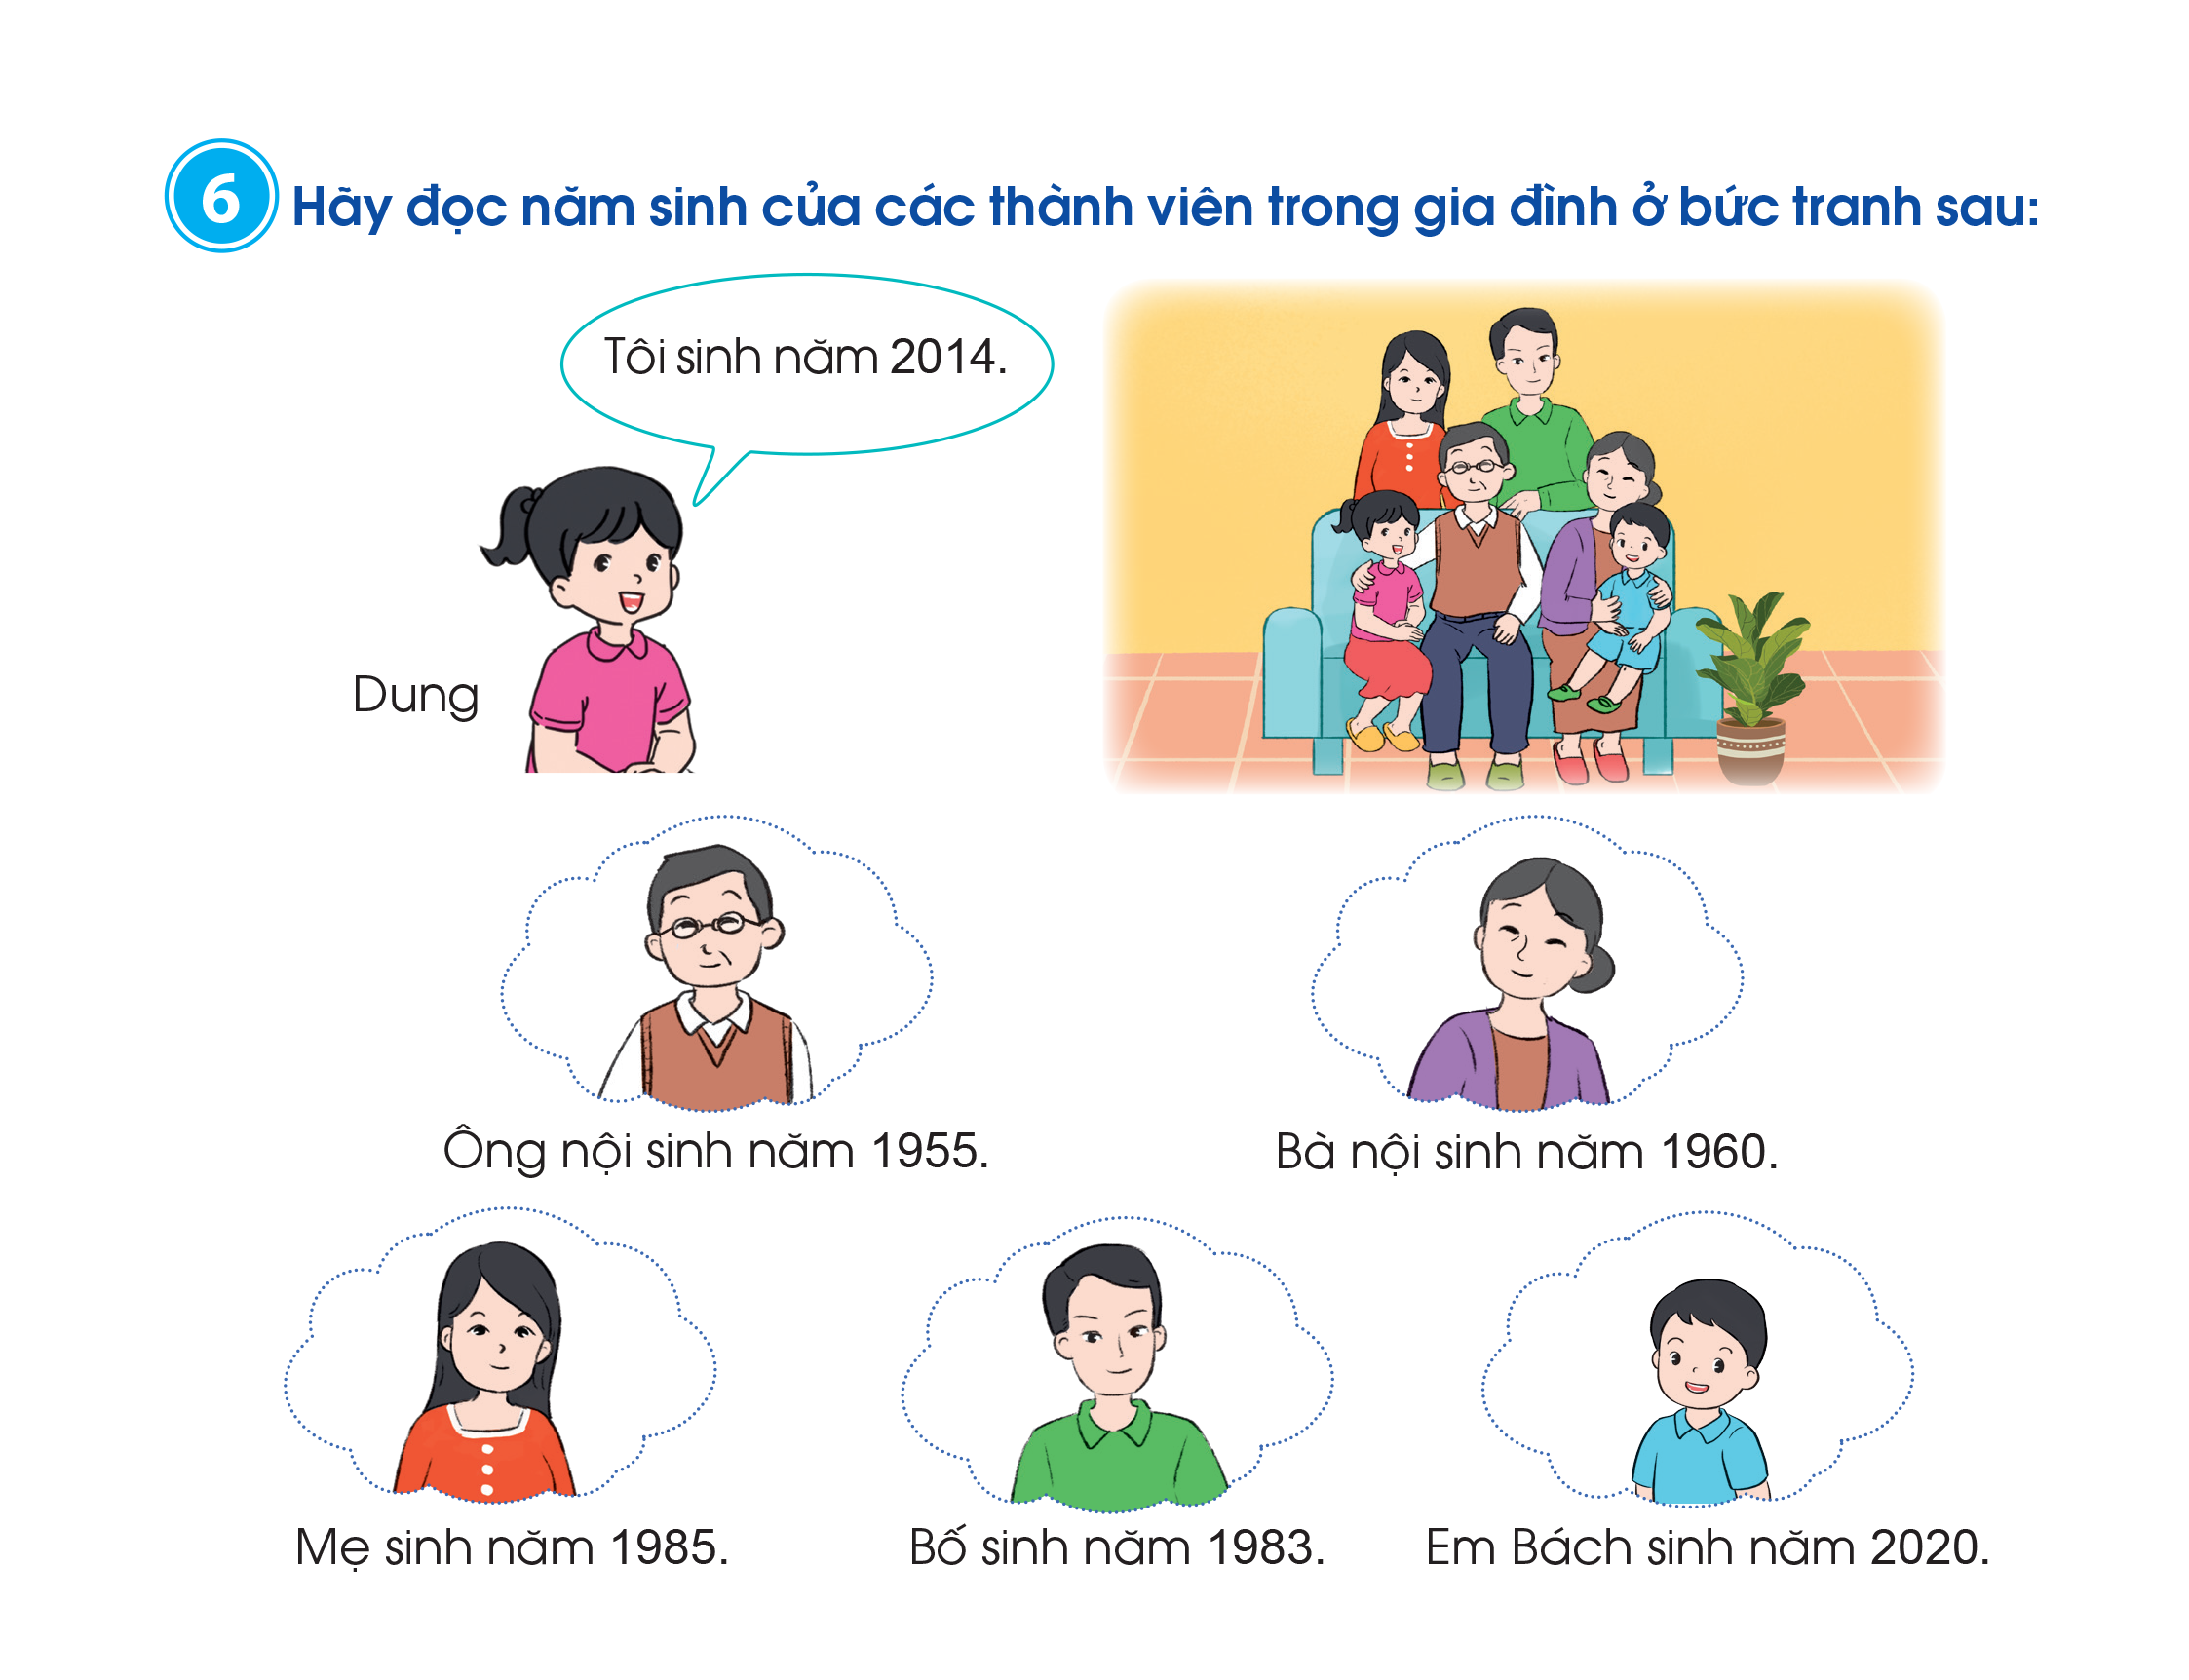 6 Hãy đọc năm sinh của các thành viên trong gia đình ở bức tranh sau:
Tôi sinh năm 2014.
Dung
Ông nội sinh năm 1955.
Bà nội sinh năm 1960.
Mẹ sinh năm 1985.
Bố sinh năm 1983.
Em Bách sinh năm 2020.